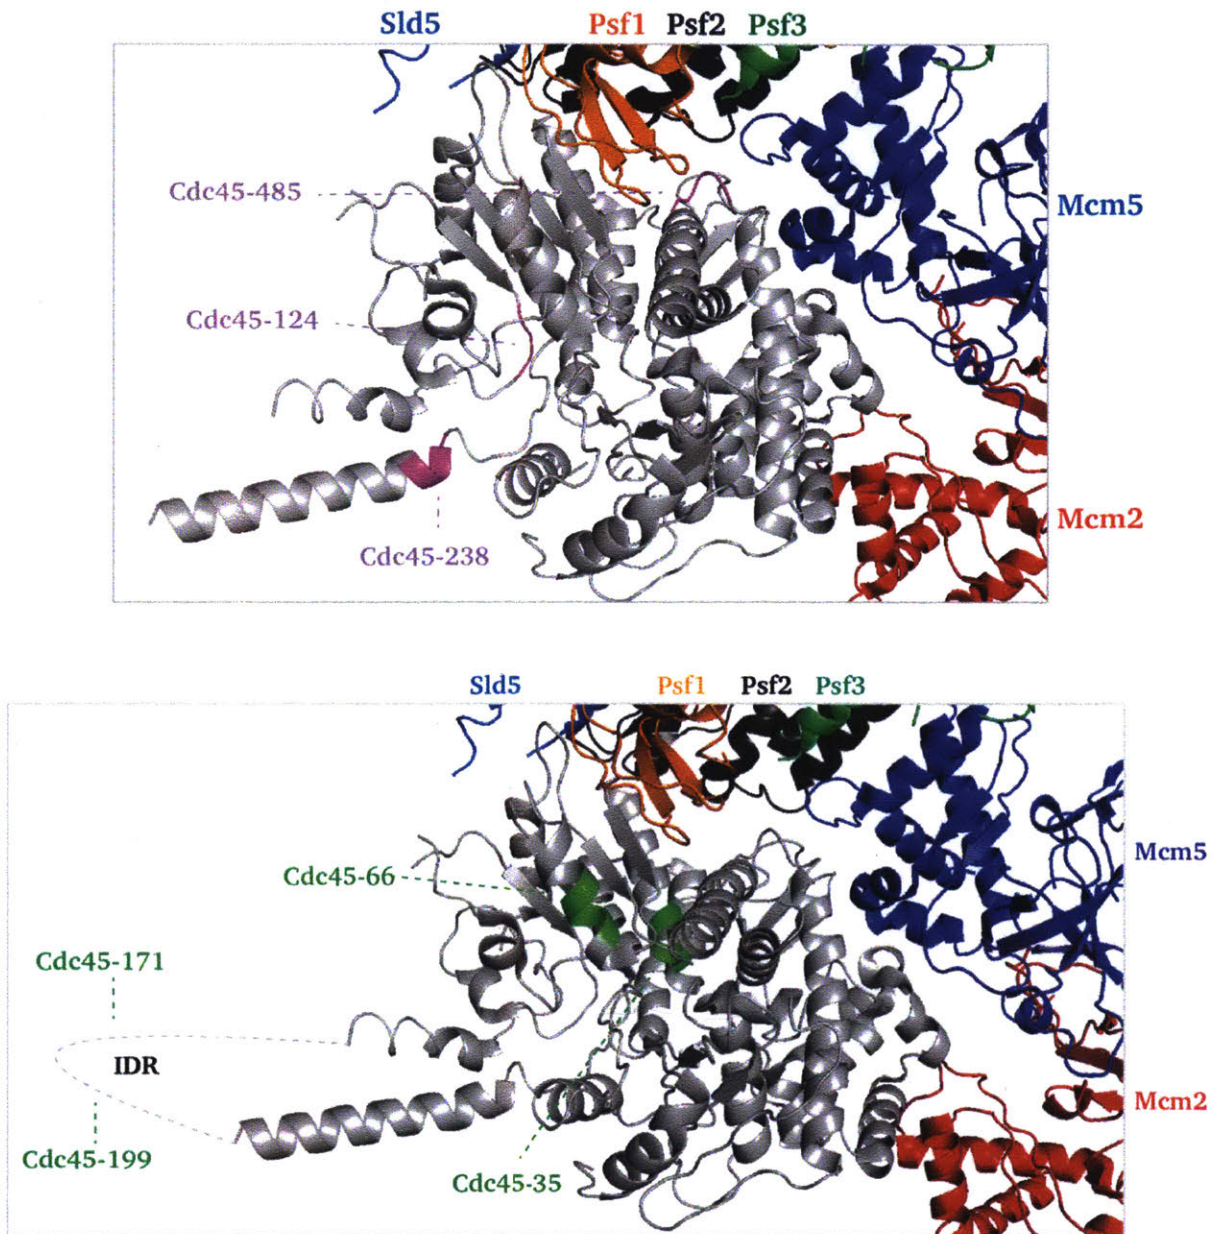 Sld5 Psf1 Psf2 Psf3
Cdc45-485
Mcm5
Cdc45-124
Mcm2
Cdc45-238
Sld5 Psf1 Psf2 Psf3
Mcm5
Cdc45-66
Cdc45-171
IDR
Mcm2
Cdc45-199
Cdc45-35